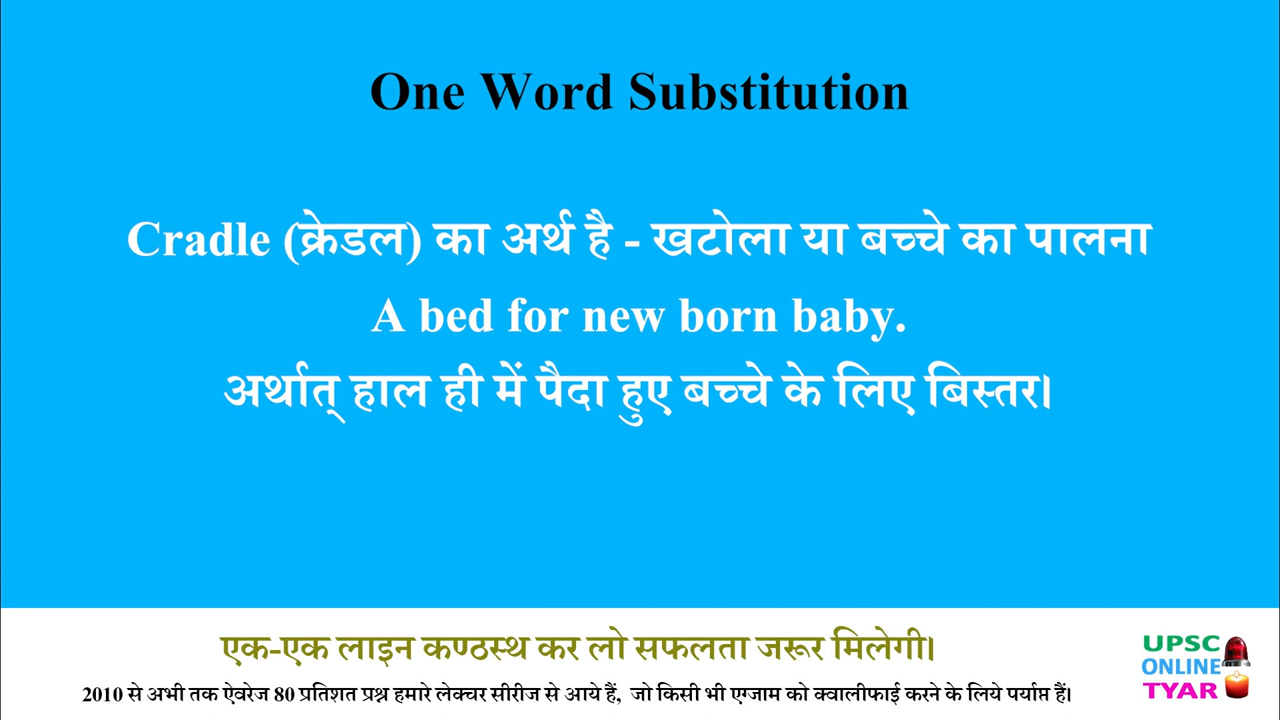 One Word Substitution
Cradle (क्रेडल) का अर्थ है - खटोला या बच्चे का पालना
A bed for new born baby.
अर्थात् हाल ही में पैदा हुए बच्चे के लिए बिस्तर।
एक-एक लाइन कण्ठस्थ कर लो सफलता जरूर मिलेगी।
2010 से अभी तक ऐवरेज 80 प्रतिशत प्रश्न हमारे लेक्चर सीरीज से आये हैं, जो किसी भी एग्जाम को क्वालीफाई करने के लिये पर्याप्त हैं।
UPSC
ONLINE
TYAR